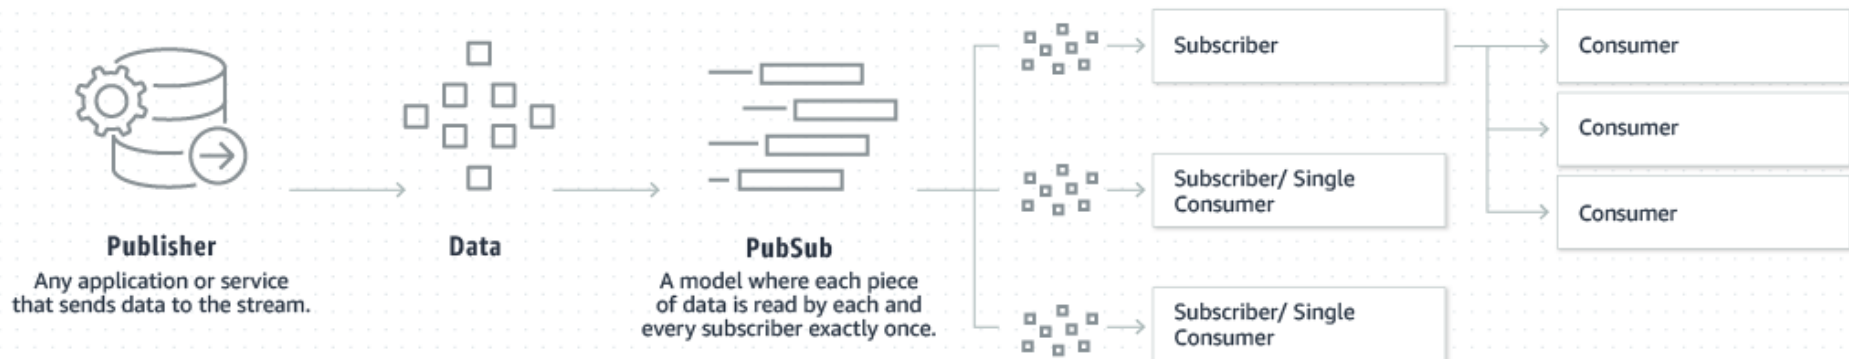 Publisher
Any application or service
that sends data to the stream.
Data
PubSub
A model where each piece
of data is read by each and
every subscriber exactly once.
Subscriber
Subscriber/ Single
Consumer
Subscriber/ Single
Consumer
Consumer
Consumer
Consumer